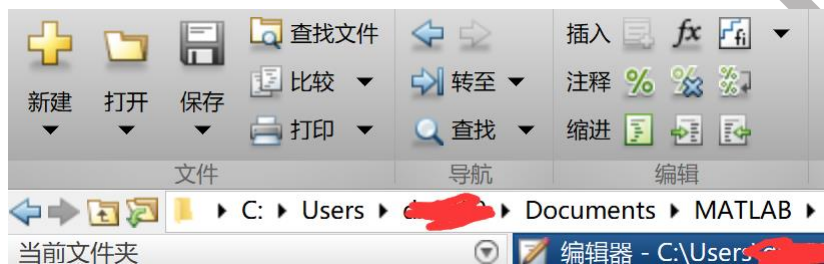 新建 打开 保存 查找文件 插入 fx fi
比较 转至 注释 % % %
打印 查找 缩进
文件 导航 编辑
C: Users Documents MATLAB
当前文件夹 编辑器 - C:\Users\